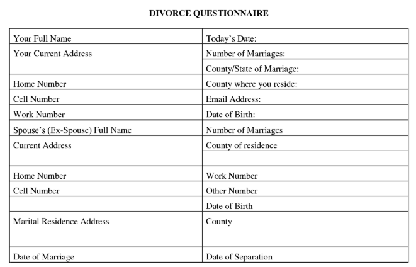 DIVORCE QUESTIONNAIRE
Your Full Name
Today's Date:
Your Current Address
Number of Marriages:
County/State of Marriage:
Home Number
County where you reside:
Cell Number
Email Address:
Work Number
Date of Birth:
Spouse's (Ex-Spouse) Full Name
Number of Marriages
Current Address
County of residence
Home Number
Work Number
Cell Number
Other Number
Date of Birth
Marital Residence Address
County
Date of Marriage
Date of Separation